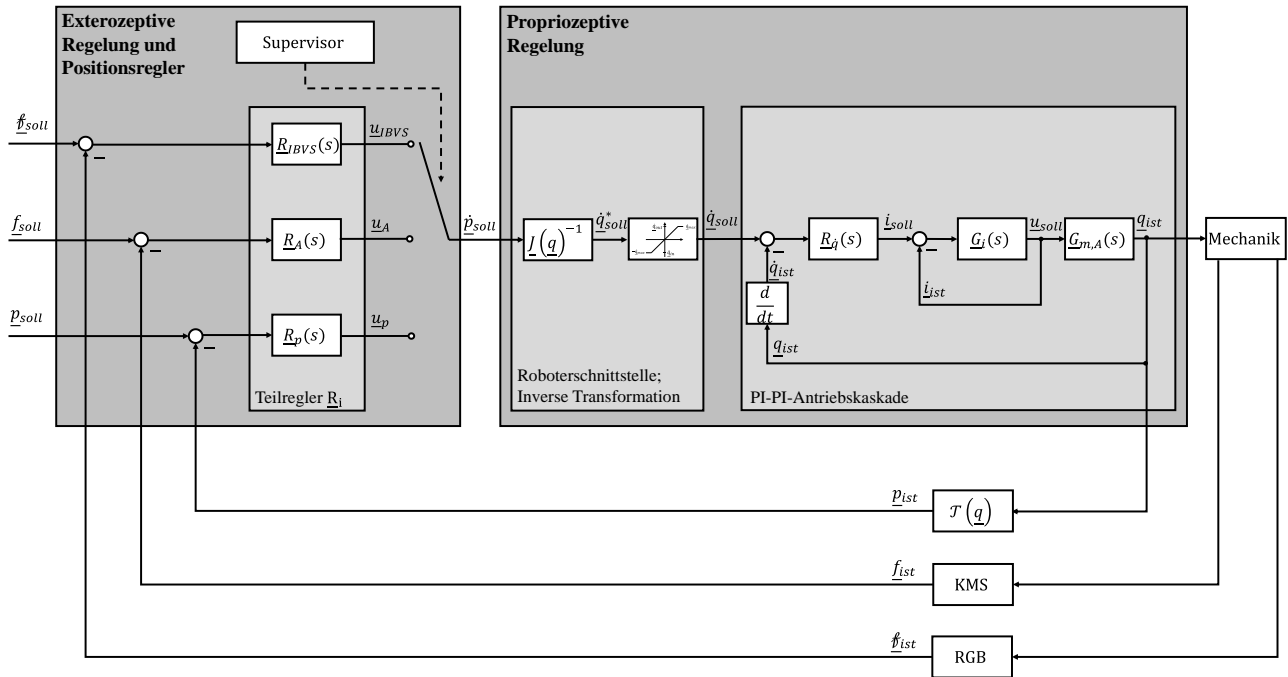 Exterozeptive
Regelung und
Positionsregler
Supervisor
Propriozeptive
Regelung
f_soll
R_IBVS(s)
u_IBVS
f_soll
R_A(s)
u_A
p_soll
R_p(s)
u_p
Teilregler R_i
ṗ_soll
J(q)^-1
q̇*_soll
q̇_soll
Roboterschnittstelle;
Inverse Transformation
R_q̇(s)
i_soll
G_i(s)
u_soll
G_m,A(s)
q_ist
q̇_ist
d
dt
i_ist
q_ist
PI-PI-Antriebskaskade
Mechanik
p_ist
𝒯(q)
f_ist
KMS
f_ist
RGB